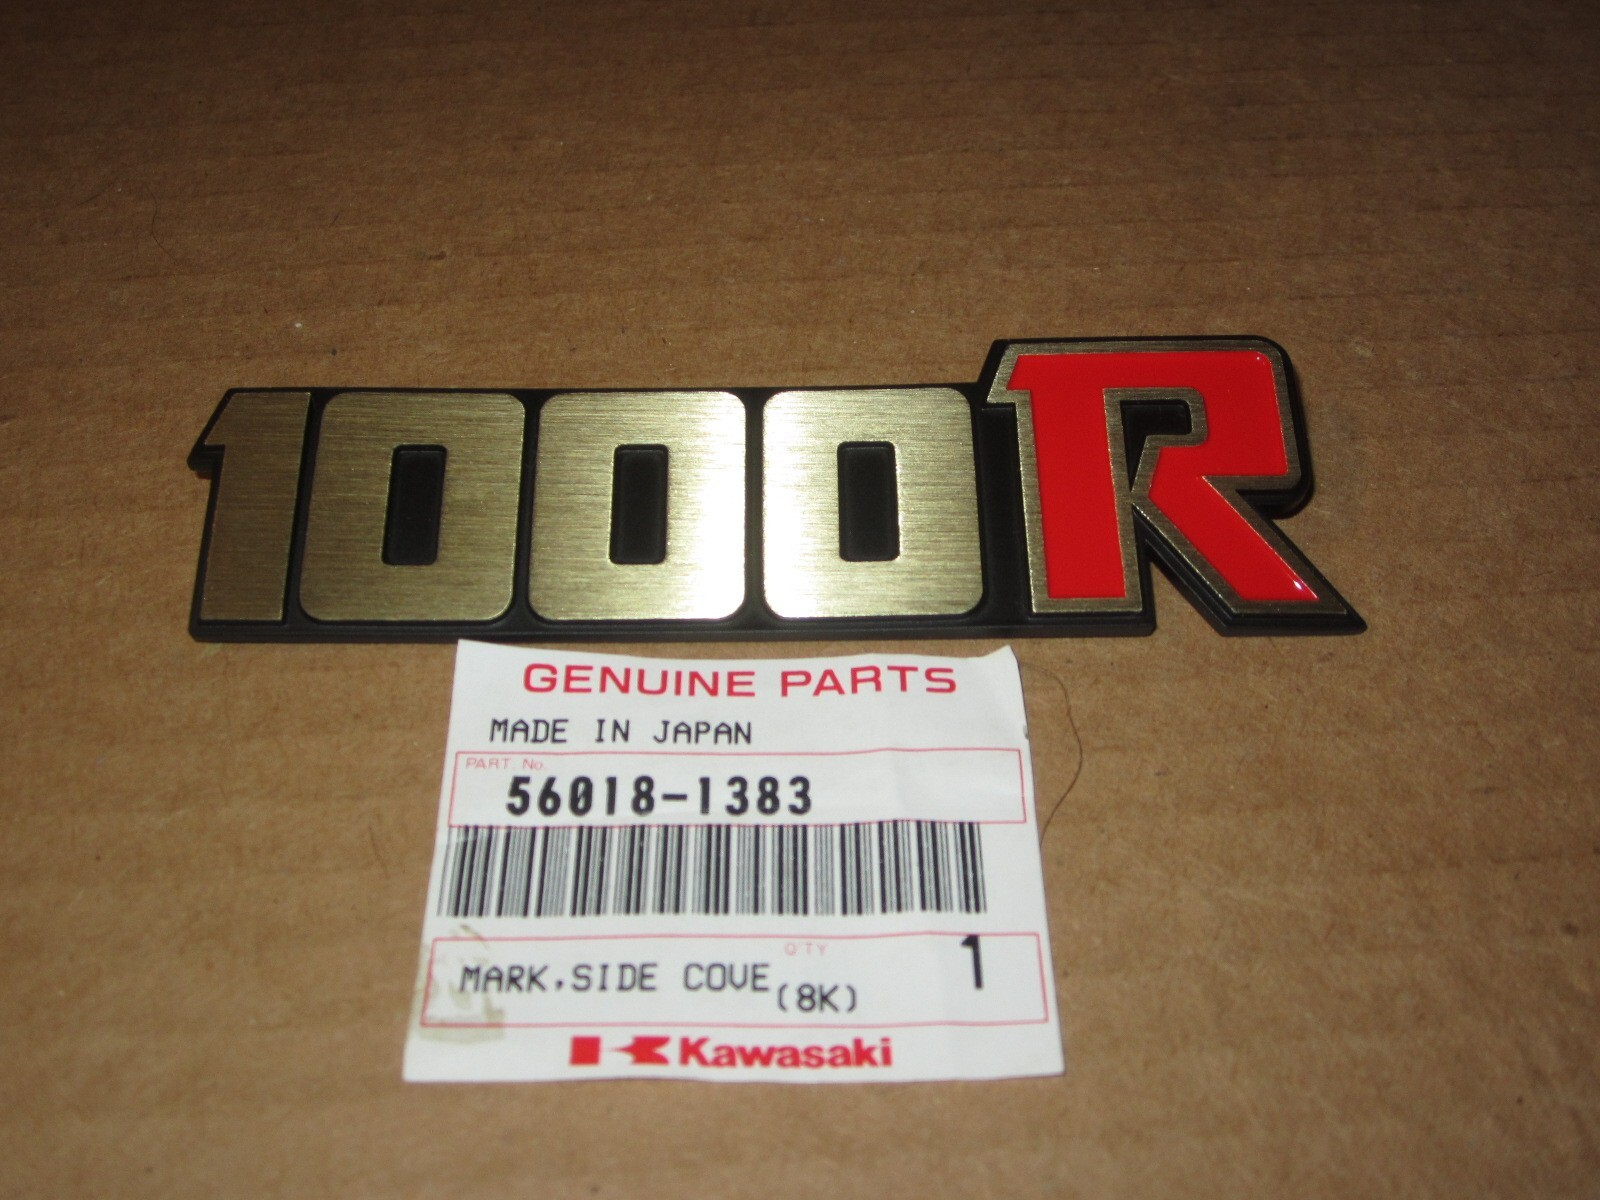 1000R
GENUINE PARTS
MADE IN JAPAN
PART. No.
56018-1383
Q'TY
MARK,SIDE COVE (8K) 1
Kawasaki